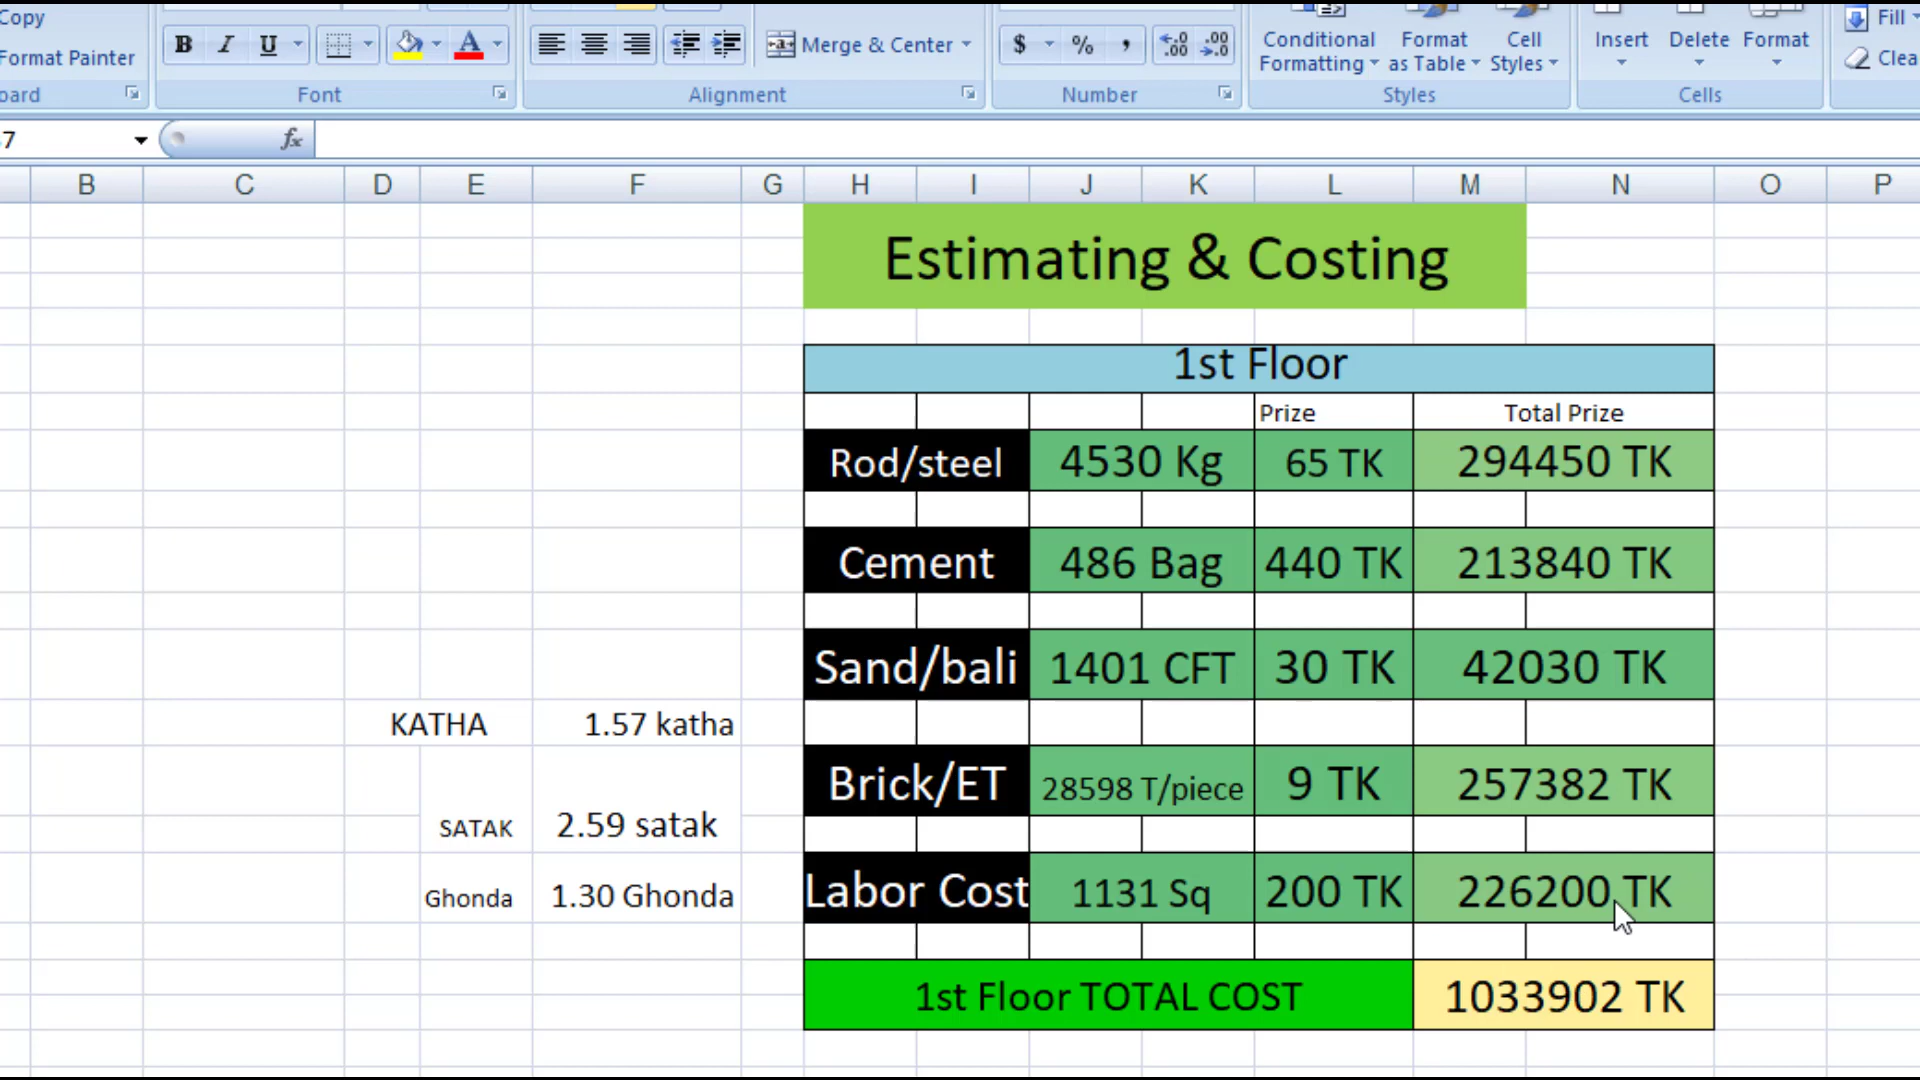 Copy
Format Painter
B I U
A
Merge & Center
$ % ,
Conditional Formatting
Format as Table
Cell Styles
Insert
Delete
Format
Fill
Clea
oard
Font
Alignment
Number
Styles
Cells
7
fx
B C D E F G H I J K L M N O P
Estimating & Costing
1st Floor
Prize Total Prize
Rod/steel 4530 Kg 65 TK 294450 TK
Cement 486 Bag 440 TK 213840 TK
Sand/bali 1401 CFT 30 TK 42030 TK
KATHA 1.57 katha
Brick/ET 28598 T/piece 9 TK 257382 TK
SATAK 2.59 satak
Labor Cost 1131 Sq 200 TK 226200 TK
Ghonda 1.30 Ghonda
1st Floor TOTAL COST 1033902 TK